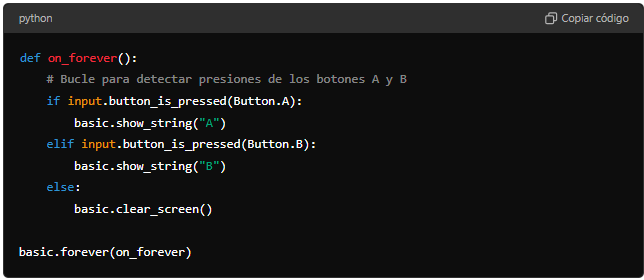 python
Copiar código
def on_forever():
    # Bucle para detectar presiones de los botones A y B
    if input.button_is_pressed(Button.A):
        basic.show_string("A")
    elif input.button_is_pressed(Button.B):
        basic.show_string("B")
    else:
        basic.clear_screen()
basic.forever(on_forever)